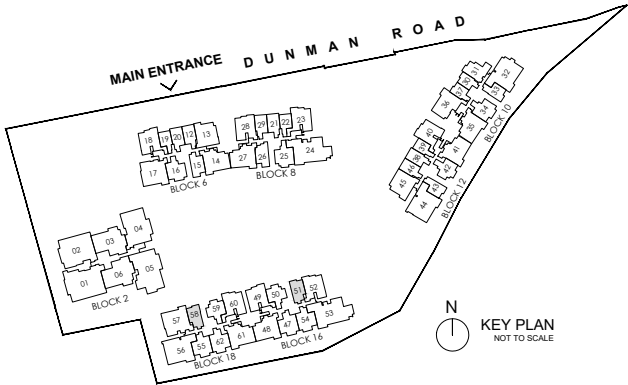 DUNMAN ROAD
MAIN ENTRANCE
31 32
30
37 33
36 34
35
BLOCK 10
40
39 41
38
46 42
45 43
44
BLOCK 12
18 19 20 12 13
17 16 15 14
BLOCK 6
28 29 21 22 23
27 26 25 24
BLOCK 8
02 03 04
01 06 05
BLOCK 2
57 58 59 60
56 55 62 61
BLOCK 18
49 50 51 52
48 47 54 53
BLOCK 16
N
KEY PLAN
NOT TO SCALE